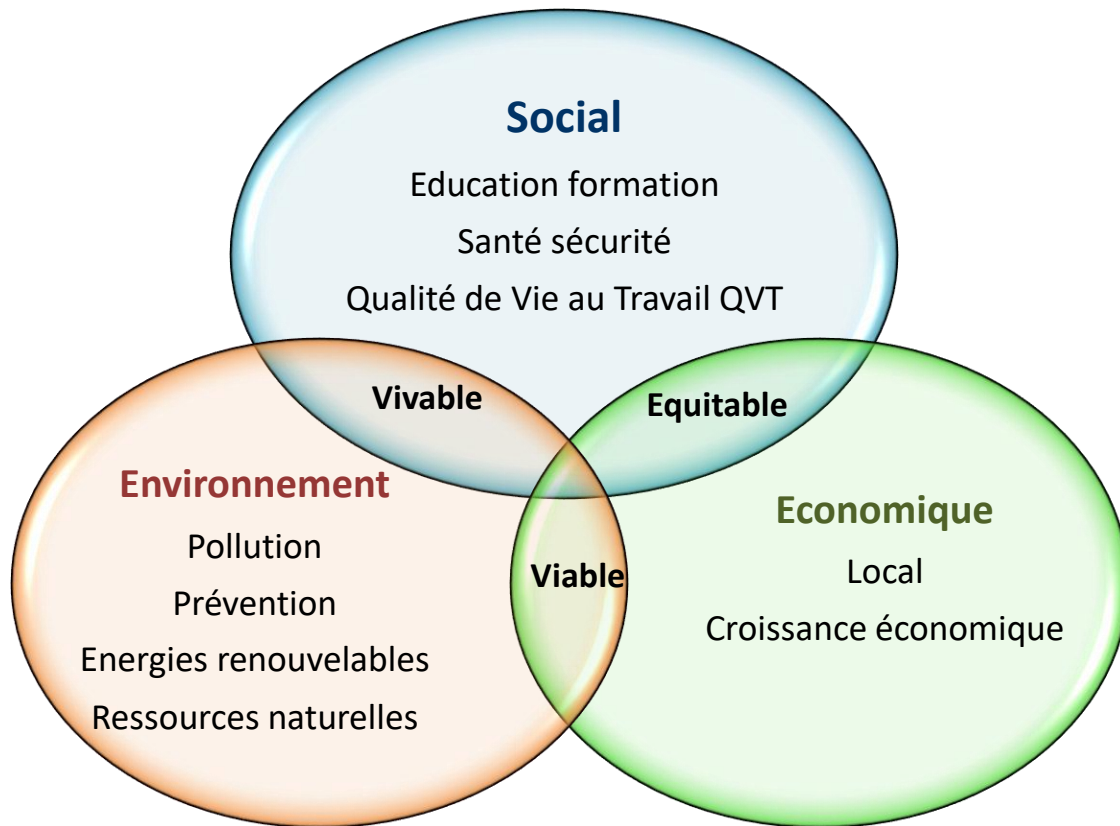 Social
Education formation
Santé sécurité
Qualité de Vie au Travail QVT
Vivable
Equitable
Environnement
Pollution
Prévention
Energies renouvelables
Ressources naturelles
Viable
Economique
Local
Croissance économique